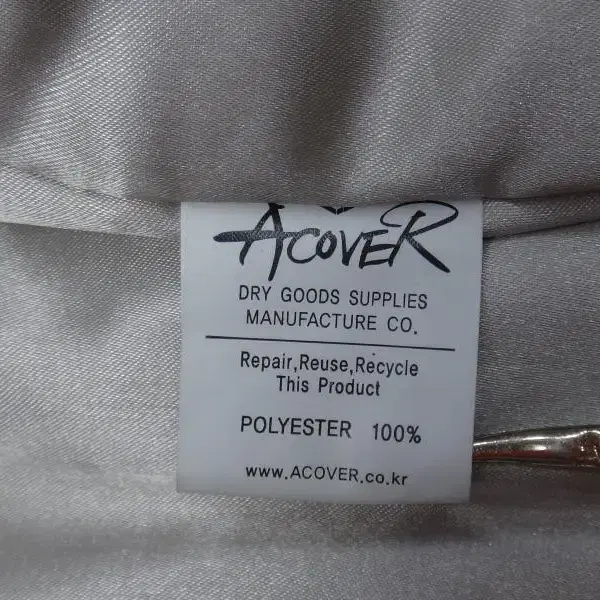 ACOVER
DRY GOODS SUPPLIES
MANUFACTURE CO.
Repair,Reuse,Recycle
This Product
POLYESTER 100%
www.ACOVER.co.kr